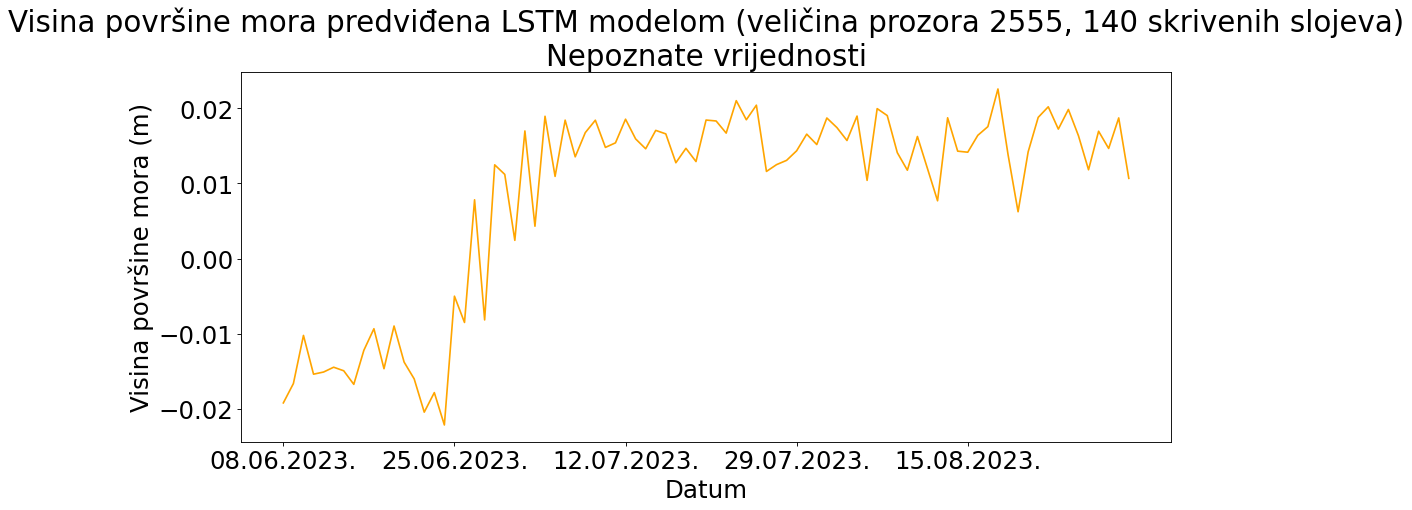 Visina površine mora predviđena LSTM modelom (veličina prozora 2555, 140 skrivenih slojeva)
Nepoznate vrijednosti
Visina površine mora (m)
0.02
0.01
0.00
−0.01
−0.02
08.06.2023. 25.06.2023. 12.07.2023. 29.07.2023. 15.08.2023.
Datum